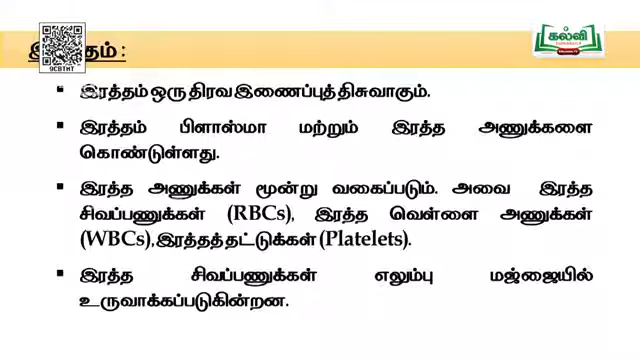 கல்வி
இரத்தம் :
9CBTNT
இரத்தம் ஒரு திரவ இணைப்புத் திசுவாகும்.
இரத்தம் பிளாஸ்மா மற்றும் இரத்த அணுக்களை
கொண்டுள்ளது.
இரத்த அணுக்கள் மூன்று வகைப்படும். அவை இரத்த
சிவப்பணுக்கள் (RBCs), இரத்த வெள்ளை அணுக்கள்
(WBCs), இரத்தத் தட்டுக்கள் (Platelets).
இரத்த சிவப்பணுக்கள் எலும்பு மஜ்ஜையில்
உருவாக்கப்படுகின்றன.